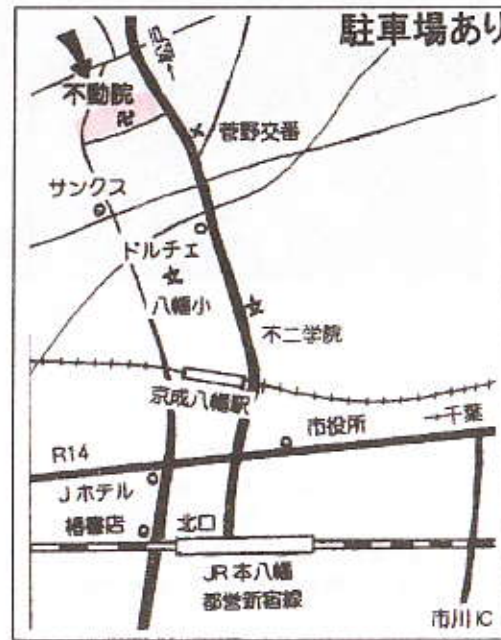 駐車場あり
不動院
卍
菅野交番
サンクス
ドルチェ
八幡小
不二学院
京成八幡駅
市役所
→千葉
R14
Jホテル
椿書店
北口
JR本八幡
都営新宿線
市川IC